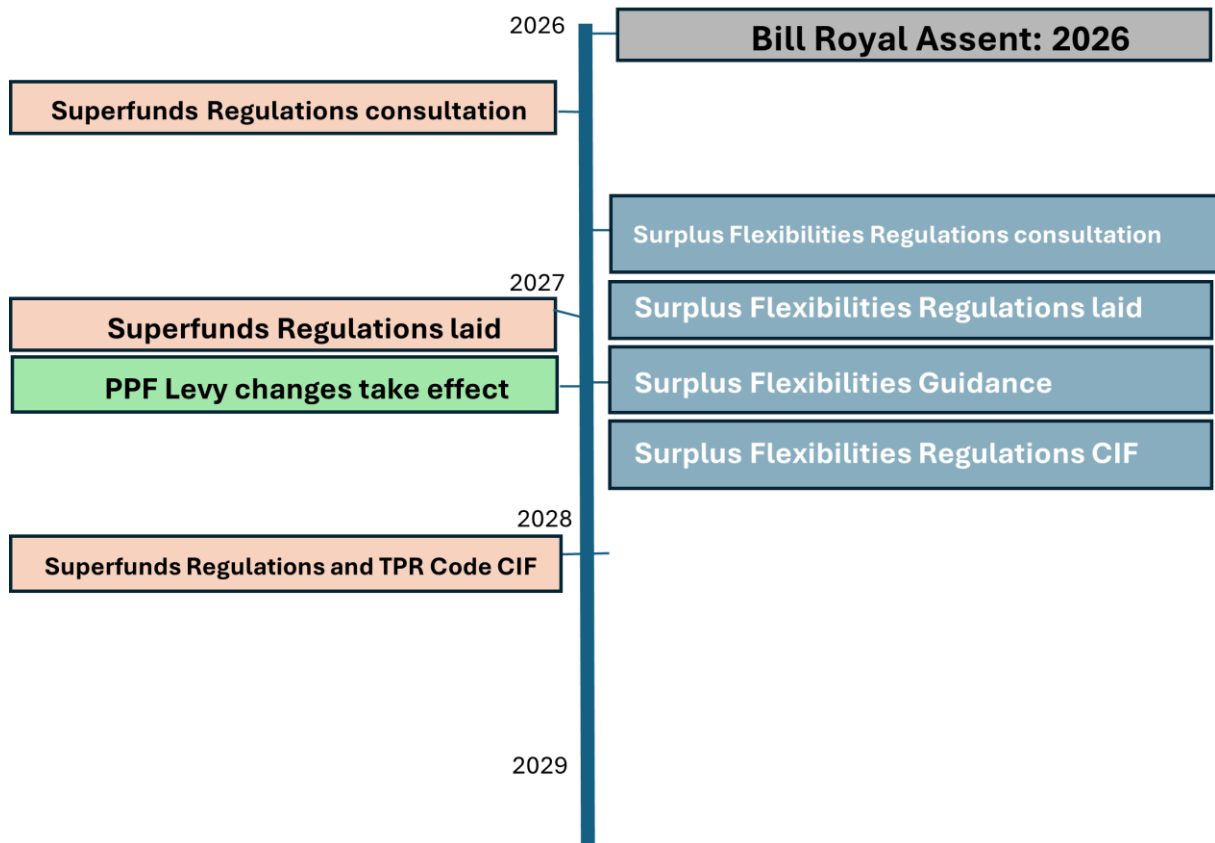 2026
Bill Royal Assent: 2026
Superfunds Regulations consultation
Surplus Flexibilities Regulations consultation
2027
Surplus Flexibilities Regulations laid
Superfunds Regulations laid
PPF Levy changes take effect
Surplus Flexibilities Guidance
Surplus Flexibilities Regulations CIF
2028
Superfunds Regulations and TPR Code CIF
2029